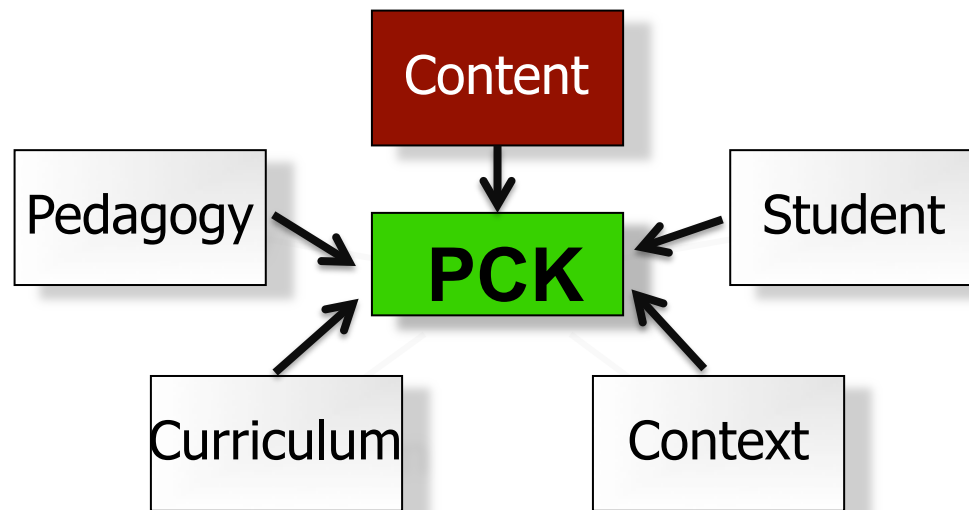 Content
Pedagogy
Student
PCK
Curriculum
Context